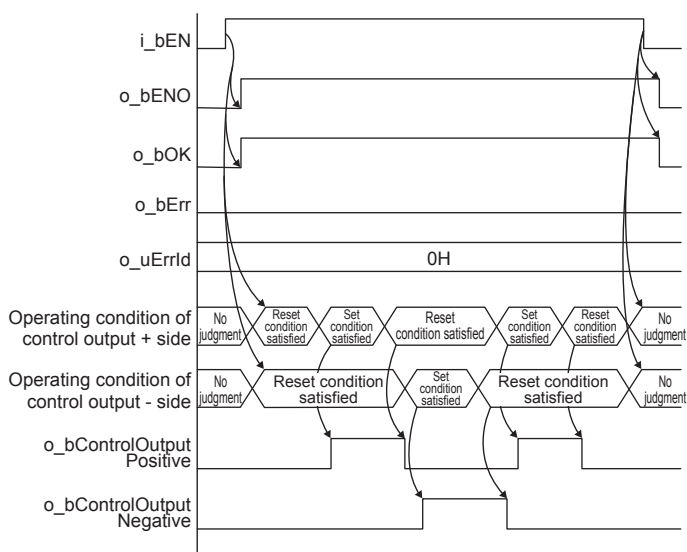 i_bEN
o_bENO
o_bOK
o_bErr
o_uErrId
0H
Operating condition of
control output + side
No
judgment
Reset
condition
satisfied
Set
condition
satisfied
Reset
condition satisfied
Set
condition
satisfied
Reset
condition
satisfied
No
judgment
Operating condition of
control output - side
No
judgment
Reset condition
satisfied
Set
condition
satisfied
Reset condition
satisfied
No
judgment
o_bControlOutput
Positive
o_bControlOutput
Negative